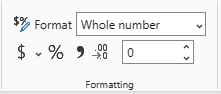 $% Format Whole number
$ % , .00 →0 0
Formatting